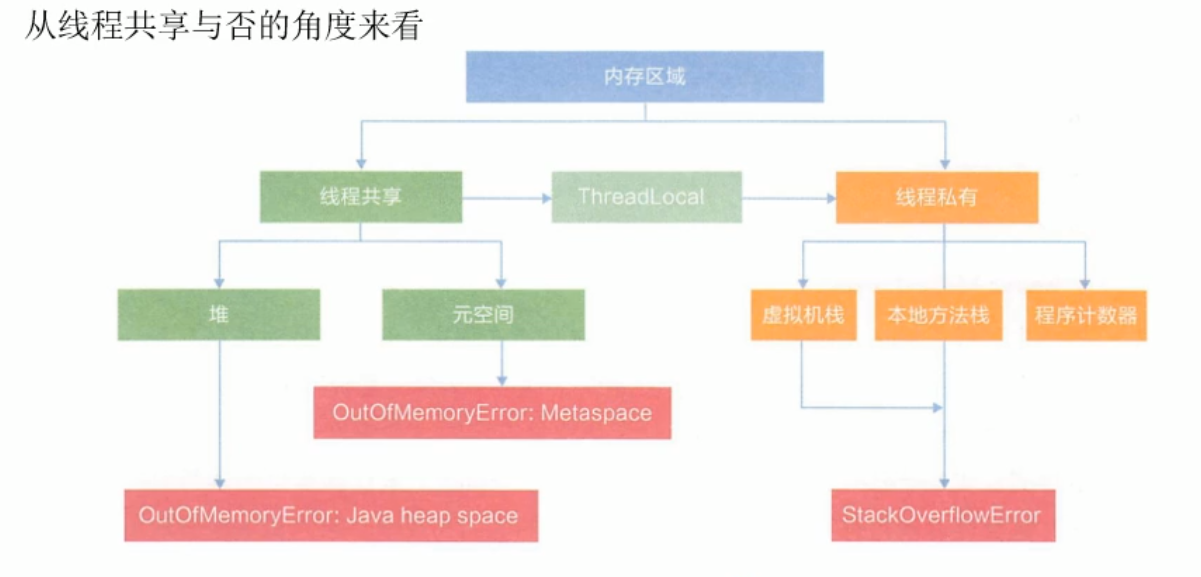 从线程共享与否的角度来看
内存区域
线程共享
ThreadLocal
线程私有
堆
元空间
虚拟机栈
本地方法栈
程序计数器
OutOfMemoryError: Metaspace
OutOfMemoryError: Java heap space
StackOverflowError